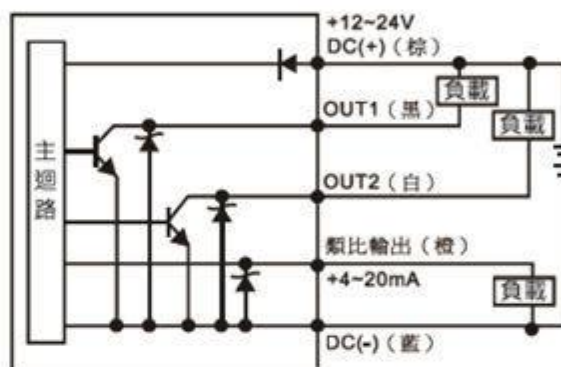 +12~24V
DC(+)（棕）
負載
OUT1（黑）
負載
主迴路
OUT2（白）
類比輸出（橙）
+4~20mA
負載
DC(-)（藍）